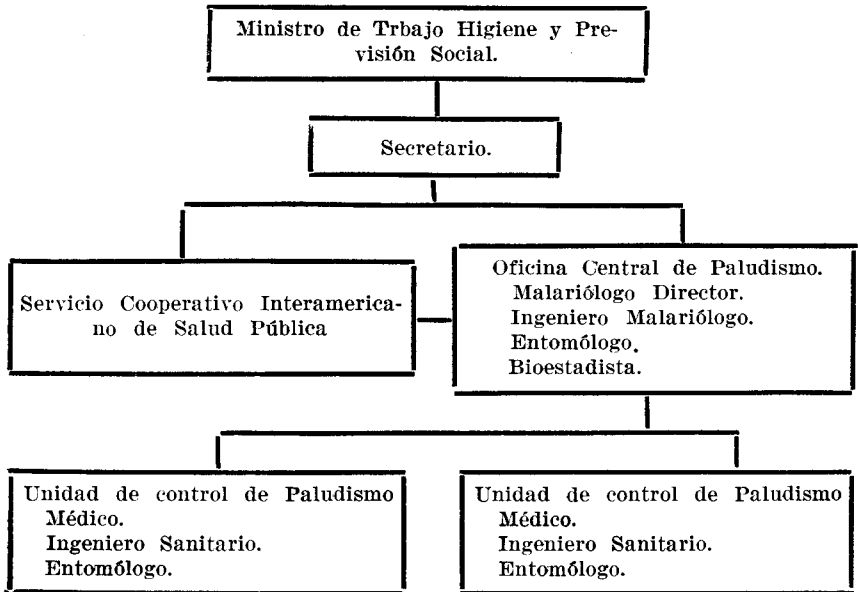 Ministro de Trbajo Higiene y Pre-
visión Social.
Secretario.
Servicio Cooperativo Interamerica-
no de Salud Pública
Oficina Central de Paludismo.
Malariólogo Director.
Ingeniero Malariólogo.
Entomólogo.
Bioestadista.
Unidad de control de Paludismo
Médico.
Ingeniero Sanitario.
Entomólogo.
Unidad de control de Paludismo
Médico.
Ingeniero Sanitario.
Entomólogo.